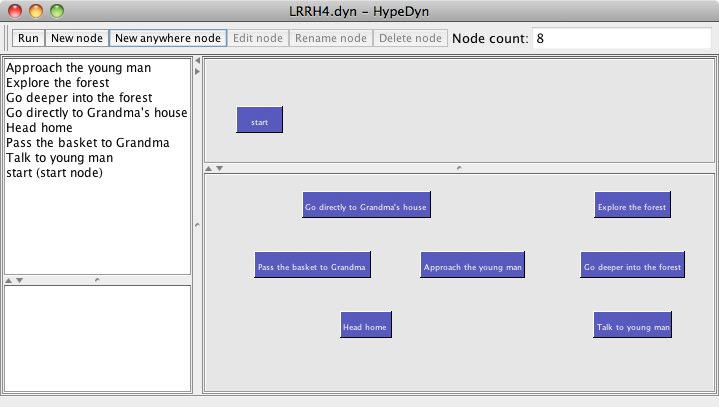 LRRH4.dyn - HypeDyn
Run New node New anywhere node Edit node Rename node Delete node Node count: 8
Approach the young man
Explore the forest
Go deeper into the forest
Go directly to Grandma's house
Head home
Pass the basket to Grandma
Talk to young man
start (start node)
start
Go directly to Grandma's house Explore the forest
Pass the basket to Grandma Approach the young man Go deeper into the forest
Head home Talk to young man